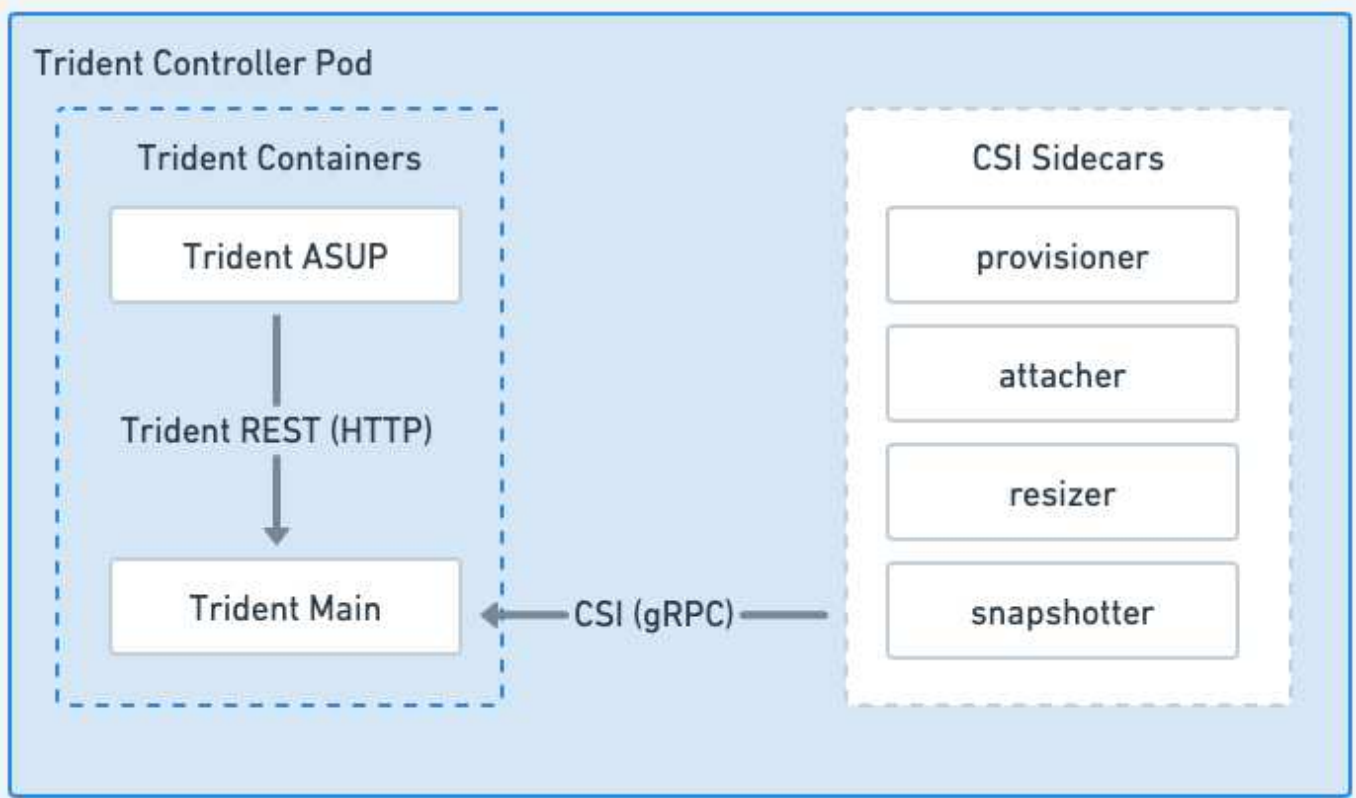 Trident Controller Pod
Trident Containers
Trident ASUP
Trident REST (HTTP)
Trident Main
CSI (gRPC)
CSI Sidecars
provisioner
attacher
resizer
snapshotter